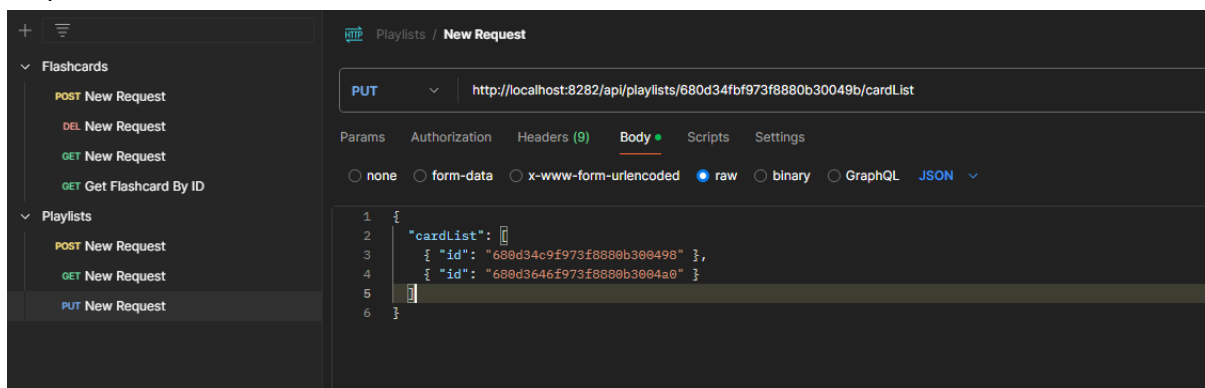 Flashcards
POST New Request
DEL New Request
GET New Request
GET Get Flashcard By ID
Playlists
POST New Request
GET New Request
PUT New Request
HTTP Playlists / New Request
PUT http://localhost:8282/api/playlists/680d34fbf973f8880b30049b/cardList
Params Authorization Headers (9) Body Scripts Settings
none form-data x-www-form-urlencoded raw binary GraphQL JSON
1 {
2 "cardList": [
3 { "id": "680d34c9f973f8880b300498" },
4 { "id": "680d3646f973f8880b3004a0" }
5 ]
6 }